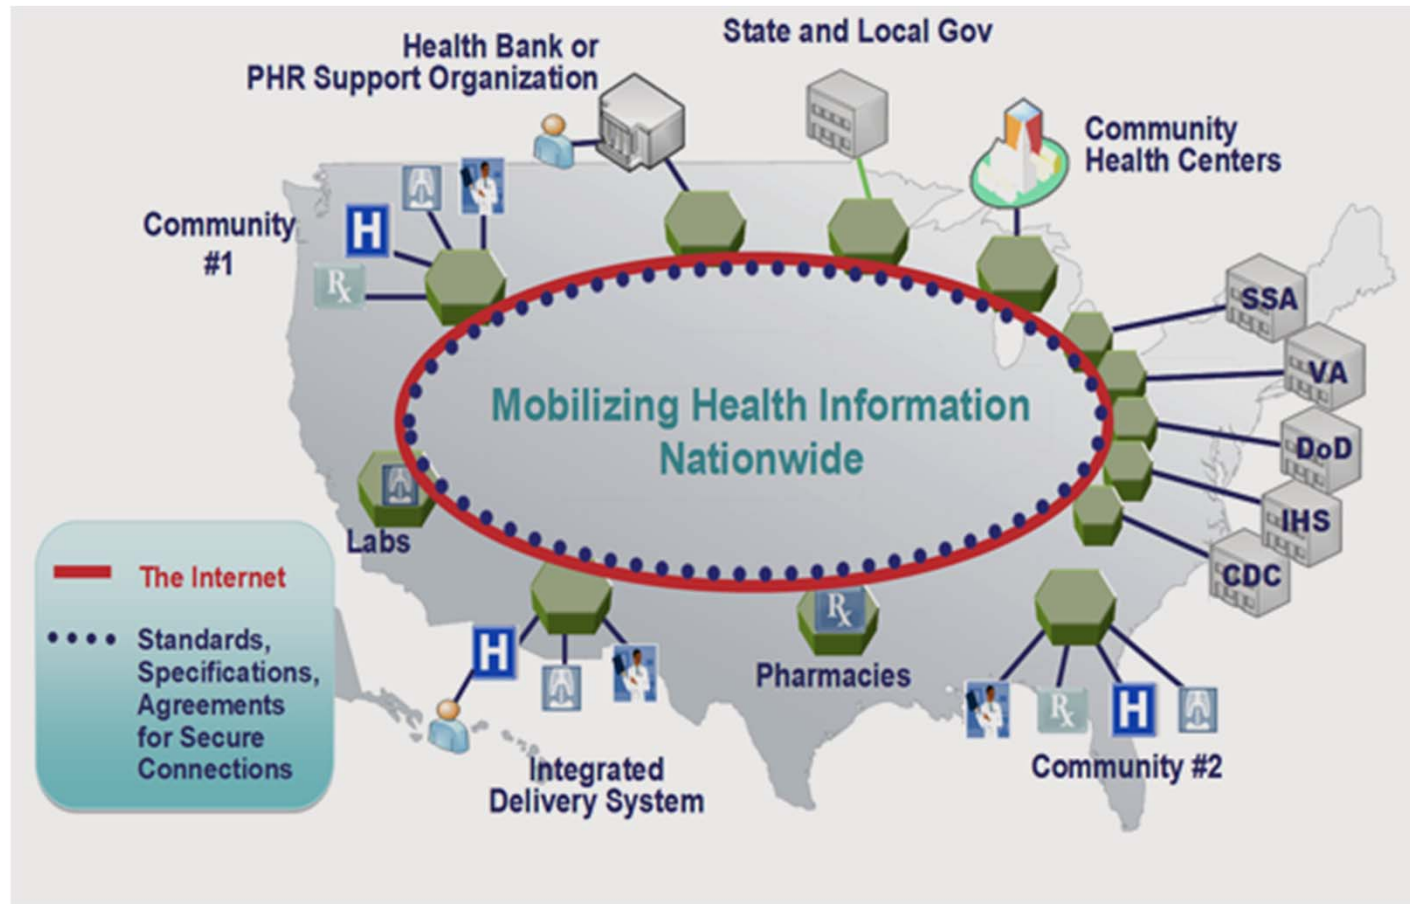 State and Local Gov
Health Bank or
PHR Support Organization
Community
Health Centers
Community
#1
H
Rx
SSA
VA
DoD
IHS
CDC
Mobilizing Health Information
Nationwide
Labs
The Internet
Standards,
Specifications,
Agreements
for Secure
Connections
H
Integrated
Delivery System
Rx
Pharmacies
Rx
H
Community #2